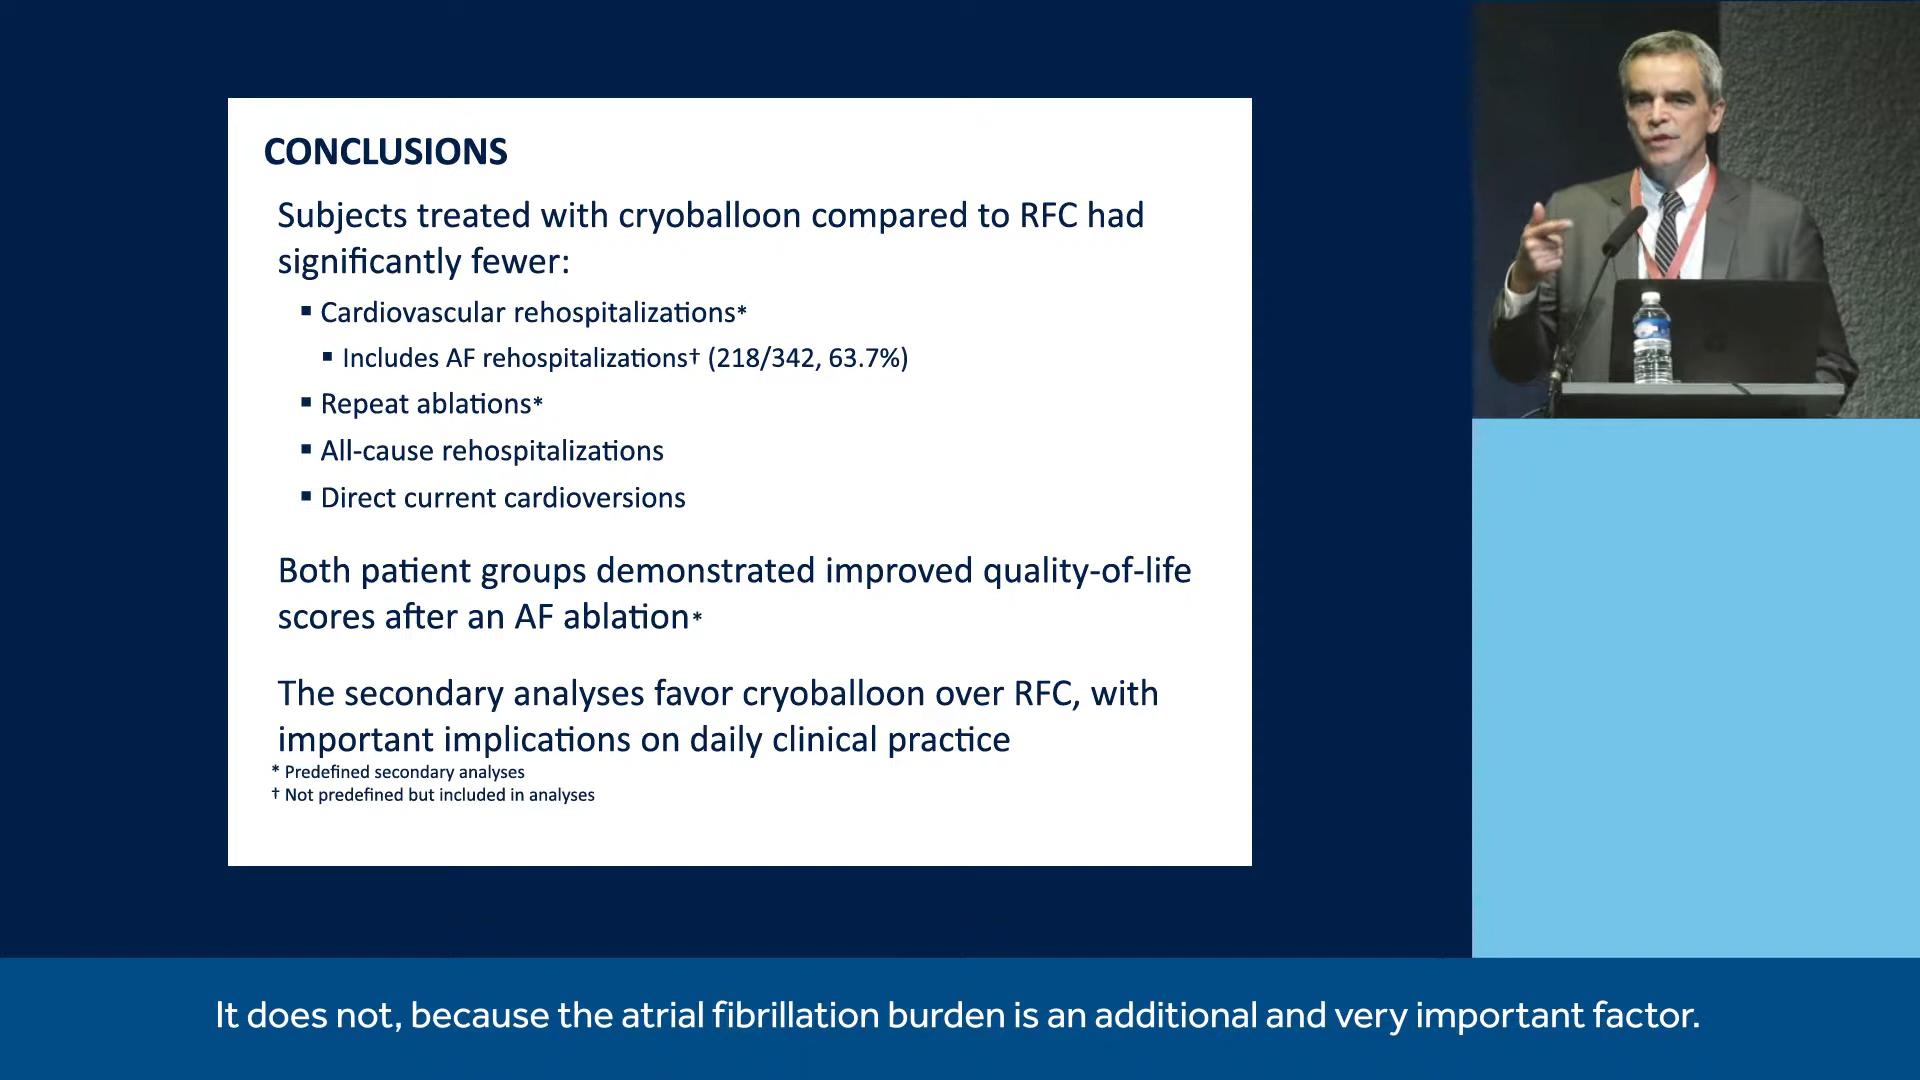 CONCLUSIONS
Subjects treated with cryoballoon compared to RFC had
significantly fewer:
▪ Cardiovascular rehospitalizations*
▪ Includes AF rehospitalizations† (218/342, 63.7%)
▪ Repeat ablations*
▪ All-cause rehospitalizations
▪ Direct current cardioversions
Both patient groups demonstrated improved quality-of-life
scores after an AF ablation*
The secondary analyses favor cryoballoon over RFC, with
important implications on daily clinical practice
* Predefined secondary analyses
† Not predefined but included in analyses
It does not, because the atrial fibrillation burden is an additional and very important factor.